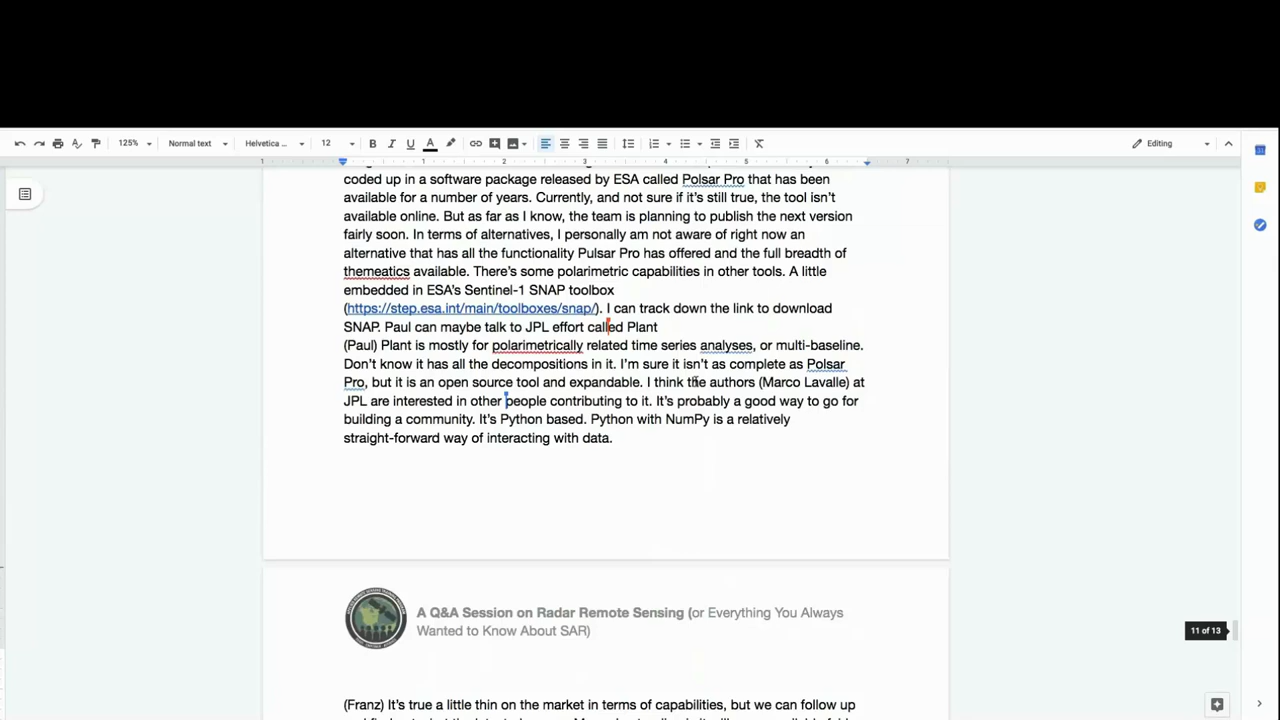 125%
Normal text
Helvetica ...
12
B I U A
Editing
1 1 2 3 4 5 6 7
coded up in a software package released by ESA called Polsar Pro that has been
available for a number of years. Currently, and not sure if it's still true, the tool isn't
available online. But as far as I know, the team is planning to publish the next version
fairly soon. In terms of alternatives, I personally am not aware of right now an
alternative that has all the functionality Pulsar Pro has offered and the full breadth of
themeatics available. There's some polarimetric capabilities in other tools. A little
embedded in ESA's Sentinel-1 SNAP toolbox
(https://step.esa.int/main/toolboxes/snap/). I can track down the link to download
SNAP. Paul can maybe talk to JPL effort called Plant
(Paul) Plant is mostly for polarimetrically related time series analyses, or multi-baseline.
Don't know it has all the decompositions in it. I'm sure it isn't as complete as Polsar
Pro, but it is an open source tool and expandable. I think the authors (Marco Lavalle) at
JPL are interested in other people contributing to it. It's probably a good way to go for
building a community. It's Python based. Python with NumPy is a relatively
straight-forward way of interacting with data.
A Q&A Session on Radar Remote Sensing (or Everything You Always
Wanted to Know About SAR)
11 of 13
(Franz) It's true a little thin on the market in terms of capabilities, but we can follow up